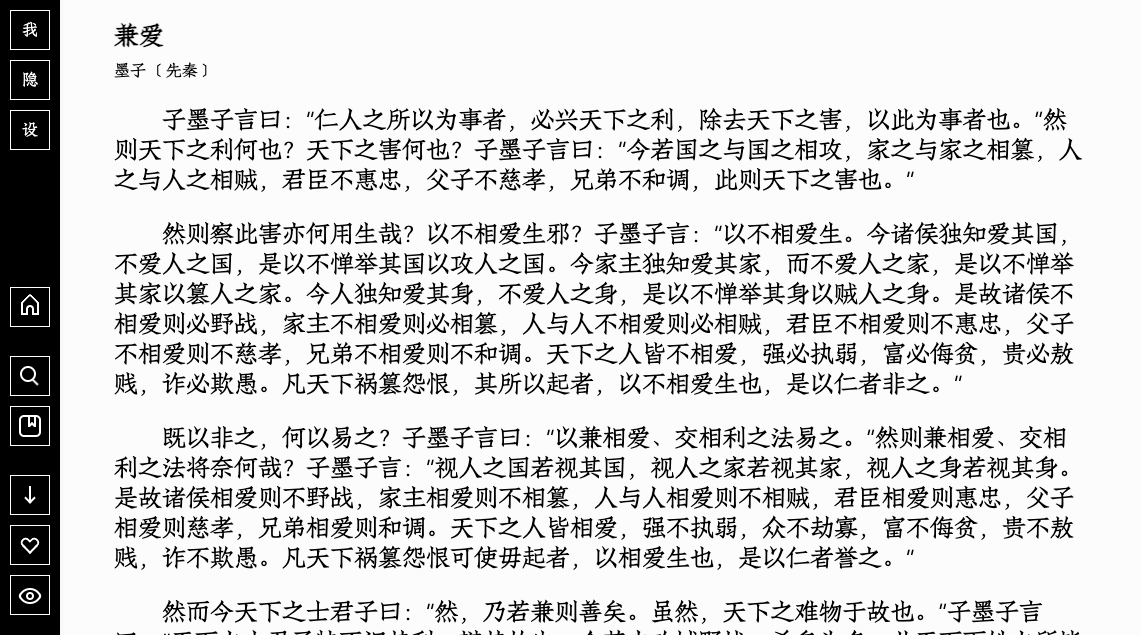 我
隐
设
兼爱
墨子〔先秦〕
子墨子言曰：“仁人之所以为事者，必兴天下之利，除去天下之害，以此为事者也。”然
则天下之利何也？天下之害何也？子墨子言曰：“今若国之与国之相攻，家之与家之相篡，人
之与人之相贼，君臣不惠忠，父子不慈孝，兄弟不和调，此则天下之害也。”
然则察此害亦何用生哉？以不相爱生邪？子墨子言：“以不相爱生。今诸侯独知爱其国，
不爱人之国，是以不惮举其国以攻人之国。今家主独知爱其家，而不爱人之家，是以不惮举
其家以篡人之家。今人独知爱其身，不爱人之身，是以不惮举其身以贼人之身。是故诸侯不
相爱则必野战，家主不相爱则必相篡，人与人不相爱则必相贼，君臣不相爱则不惠忠，父子
不相爱则不慈孝，兄弟不相爱则不和调。天下之人皆不相爱，强必执弱，富必侮贫，贵必敖
贱，诈必欺愚。凡天下祸篡怨恨，其所以起者，以不相爱生也，是以仁者非之。”
既以非之，何以易之？子墨子言曰：“以兼相爱、交相利之法易之。”然则兼相爱、交相
利之法将奈何哉？子墨子言：“视人之国若视其国，视人之家若视其家，视人之身若视其身。
是故诸侯相爱则不野战，家主相爱则不相篡，人与人相爱则不相贼，君臣相爱则惠忠，父子
相爱则慈孝，兄弟相爱则和调。天下之人皆相爱，强不执弱，众不劫寡，富不侮贫，贵不敖
贱，诈不欺愚。凡天下祸篡怨恨可使毋起者，以相爱生也，是以仁者誉之。”
然而今天下之士君子曰：“然，乃若兼则善矣。虽然，天下之难物于故也。”子墨子言